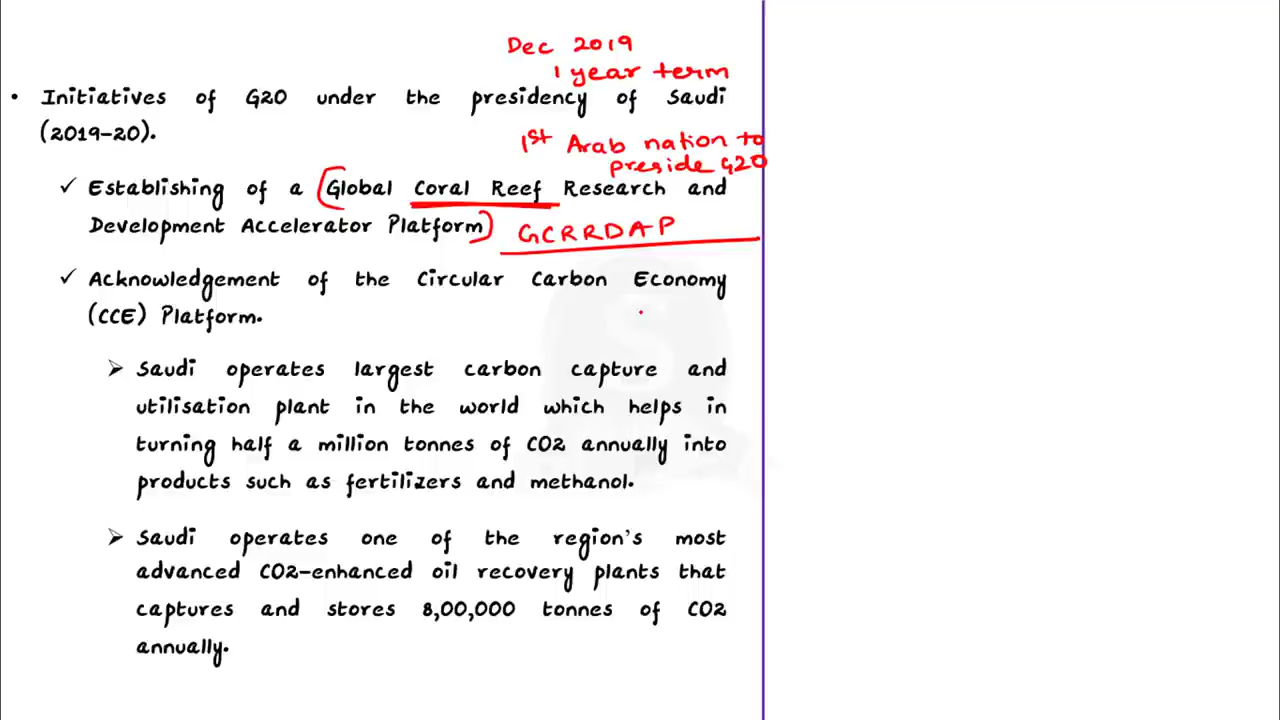 Dec 2019
1 year term
• Initiatives of G20 under the presidency of Saudi
(2019-20).
1st Arab nation to
preside G20
✓ Establishing of a (Global Coral Reef Research and
Development Accelerator Platform) GCRRDAP
✓ Acknowledgement of the Circular Carbon Economy
(CCE) Platform.
➢ Saudi operates largest carbon capture and
utilisation plant in the world which helps in
turning half a million tonnes of CO2 annually into
products such as fertilizers and methanol.
➢ Saudi operates one of the region's most
advanced CO2-enhanced oil recovery plants that
captures and stores 8,00,000 tonnes of CO2
annually.